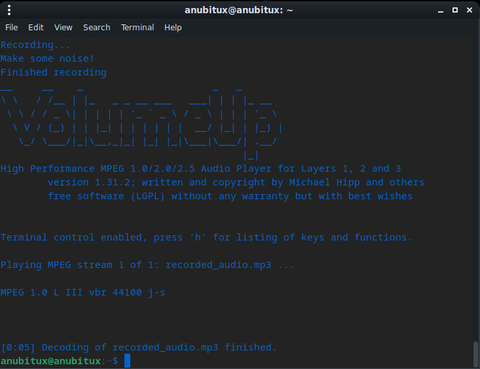 anubitux@anubitux: ~
File Edit View Search Terminal Help
Recording...
Make some noise!
Finished recording
VolumeUp
High Performance MPEG 1.0/2.0/2.5 Audio Player for Layers 1, 2 and 3
version 1.31.2; written and copyright by Michael Hipp and others
free software (LGPL) without any warranty but with best wishes
Terminal control enabled, press 'h' for listing of keys and functions.
Playing MPEG stream 1 of 1: recorded_audio.mp3 ...
MPEG 1.0 L III vbr 44100 j-s
[0:05] Decoding of recorded_audio.mp3 finished.
anubitux@anubitux:~$